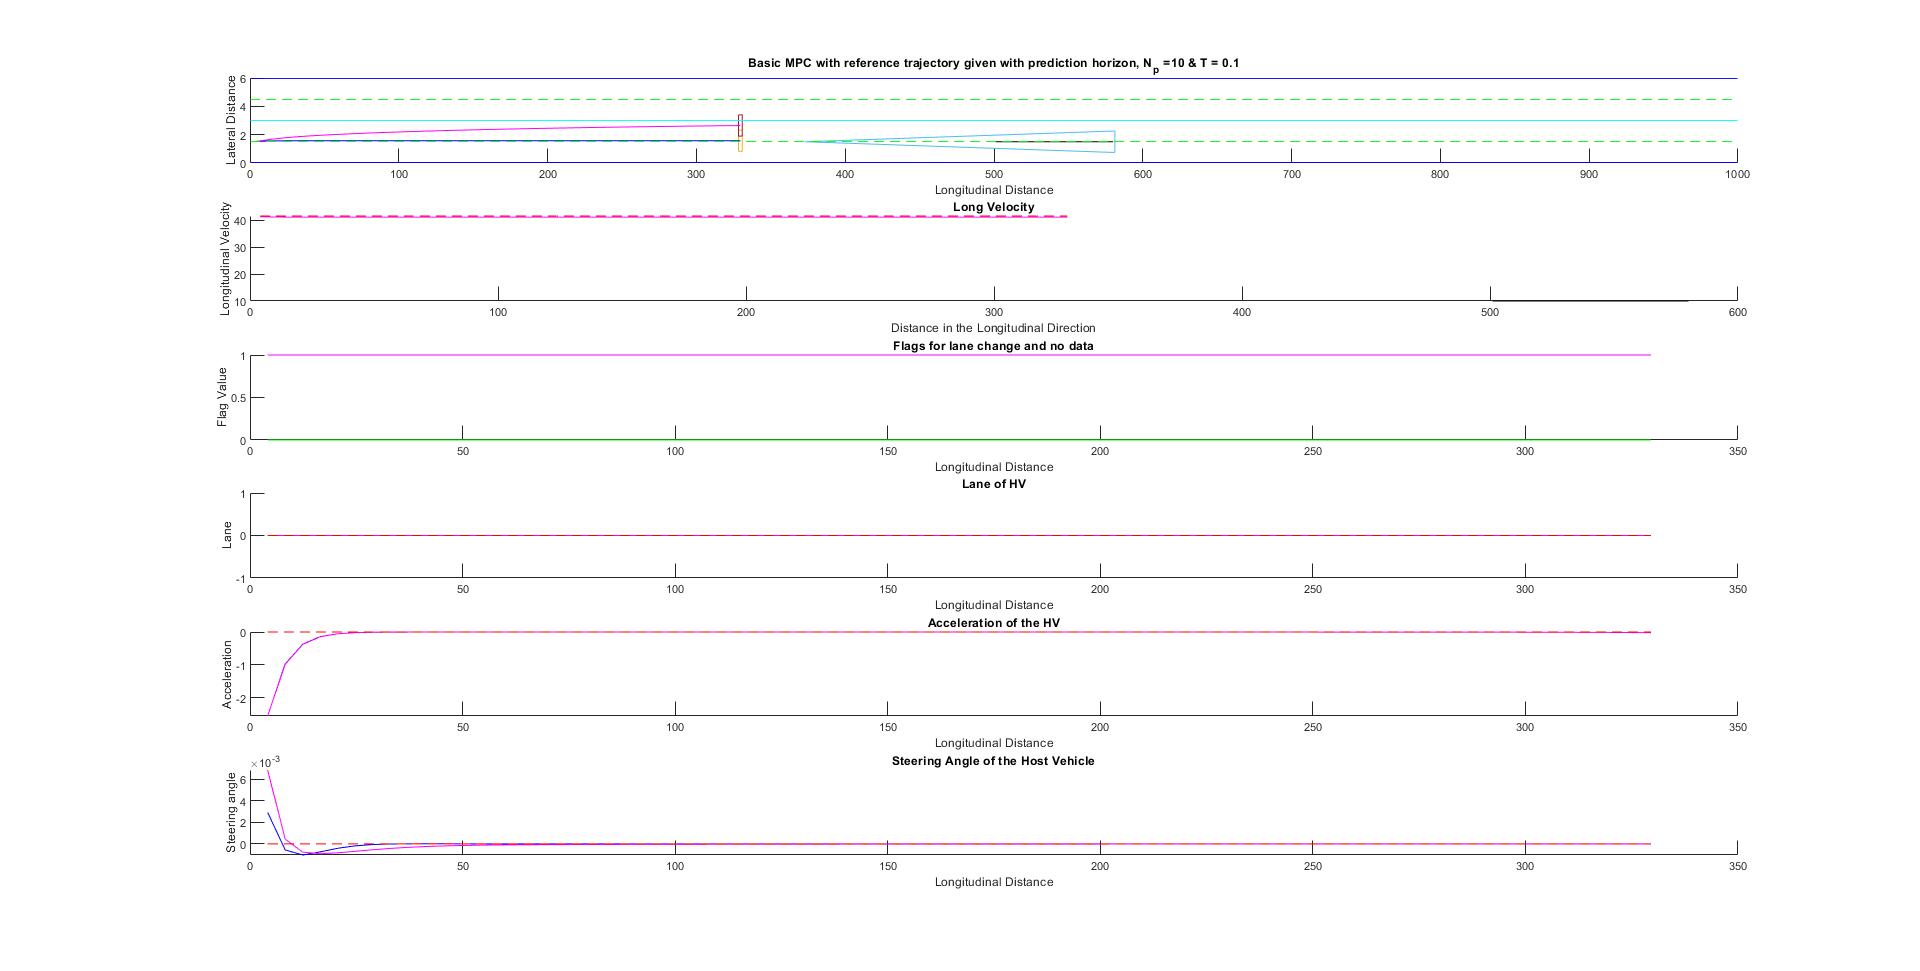 Basic MPC with reference trajectory given with prediction horizon, Np =10 & T = 0.1
Lateral Distance
6
4
2
0
0 100 200 300 400 500 600 700 800 900 1000
Longitudinal Distance
Long Velocity
Longitudinal Velocity
40
30
20
10
0 100 200 300 400 500 600
Distance in the Longitudinal Direction
Flags for lane change and no data
Flag Value
1
0.5
0
0 50 100 150 200 250 300 350
Longitudinal Distance
Lane of HV
Lane
1
0
-1
0 50 100 150 200 250 300 350
Longitudinal Distance
Acceleration of the HV
Acceleration
0
-1
-2
0 50 100 150 200 250 300 350
Longitudinal Distance
×10-3
Steering Angle of the Host Vehicle
Steering angle
6
4
2
0
0 50 100 150 200 250 300 350
Longitudinal Distance